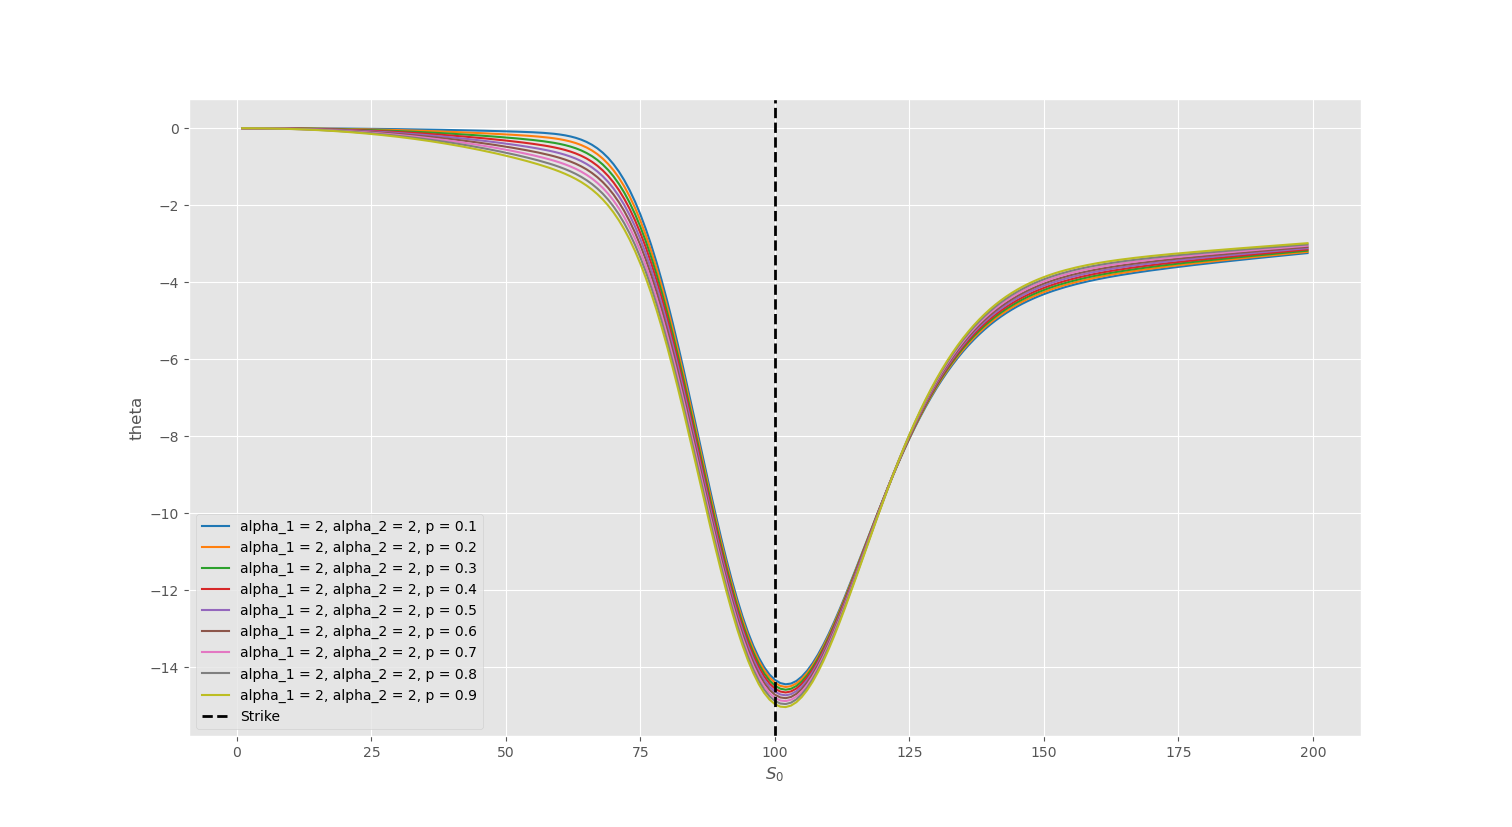 0
−2
−4
−6
−8
−10
−12
−14
theta
alpha_1 = 2, alpha_2 = 2, p = 0.1
alpha_1 = 2, alpha_2 = 2, p = 0.2
alpha_1 = 2, alpha_2 = 2, p = 0.3
alpha_1 = 2, alpha_2 = 2, p = 0.4
alpha_1 = 2, alpha_2 = 2, p = 0.5
alpha_1 = 2, alpha_2 = 2, p = 0.6
alpha_1 = 2, alpha_2 = 2, p = 0.7
alpha_1 = 2, alpha_2 = 2, p = 0.8
alpha_1 = 2, alpha_2 = 2, p = 0.9
Strike
0 25 50 75 100 125 150 175 200
S₀